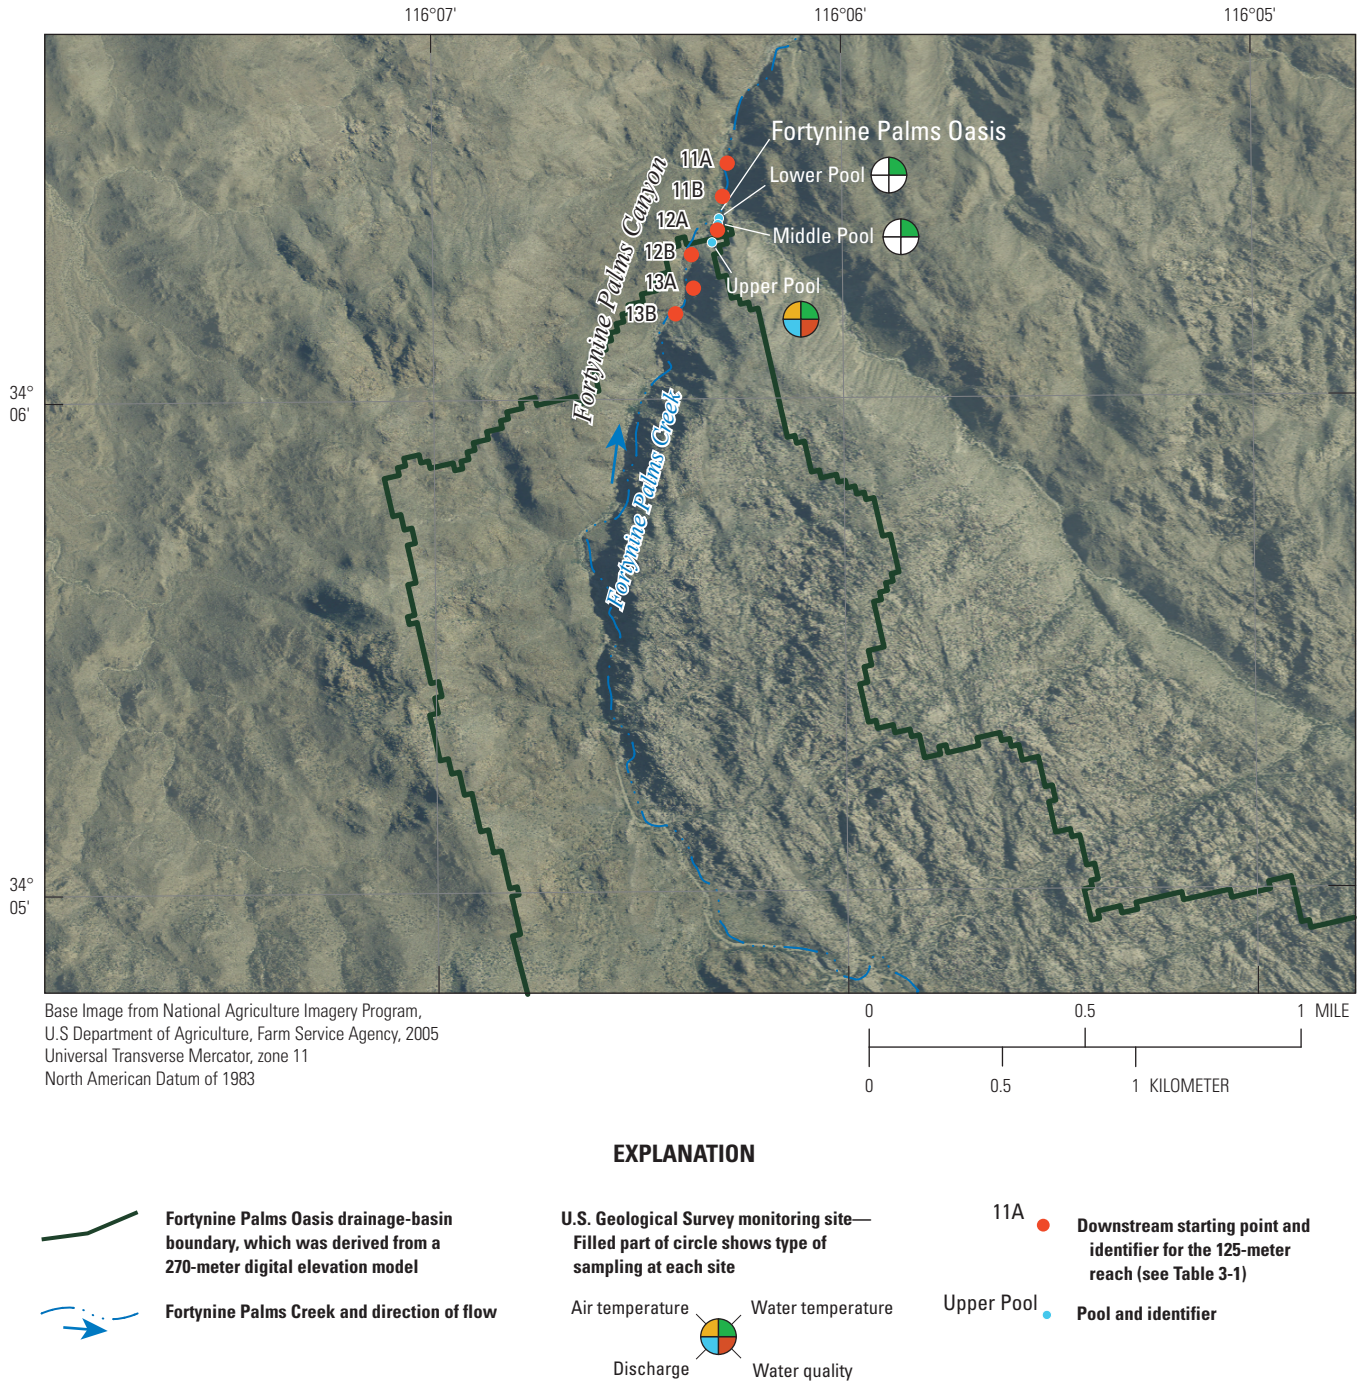 116°07' 116°06' 116°05'
Fortynine Palms Oasis
11A
Lower Pool
11B
12A
Middle Pool
12B
13A
Upper Pool
13B
Fortynine Palms Canyon
34°
06'
Fortynine Palms Creek
34°
05'
Base Image from National Agriculture Imagery Program,
U.S Department of Agriculture, Farm Service Agency, 2005
Universal Transverse Mercator, zone 11
North American Datum of 1983
0 0.5 1 MILE
0 0.5 1 KILOMETER
EXPLANATION
Fortynine Palms Oasis drainage-basin
boundary, which was derived from a
270-meter digital elevation model
Fortynine Palms Creek and direction of flow
U.S. Geological Survey monitoring site—
Filled part of circle shows type of
sampling at each site
Air temperature Water temperature
Discharge Water quality
11A
Downstream starting point and
identifier for the 125-meter
reach (see Table 3-1)
Upper Pool
Pool and identifier